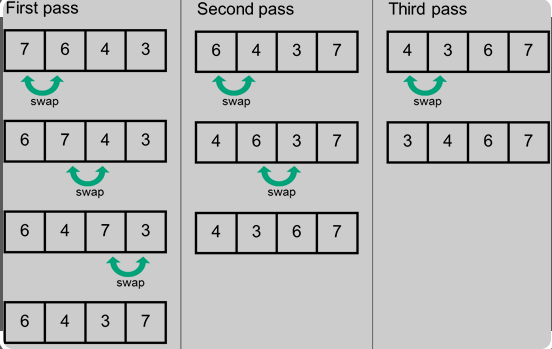 First pass
7 6 4 3
swap
6 7 4 3
swap
6 4 7 3
swap
6 4 3 7
Second pass
6 4 3 7
swap
4 6 3 7
swap
4 3 6 7
Third pass
4 3 6 7
swap
3 4 6 7